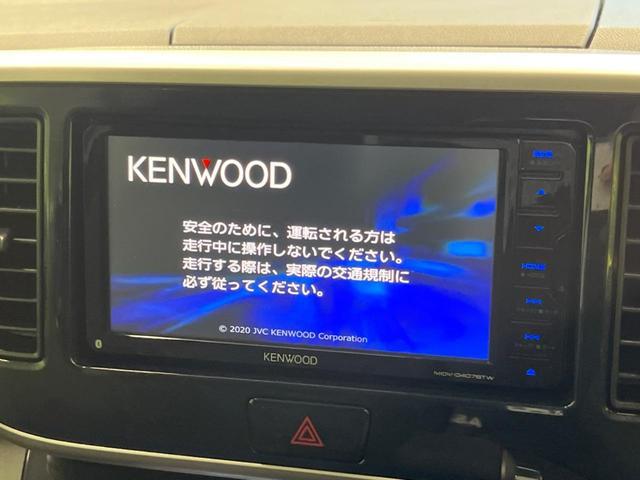 KENWOOD
安全のために、運転される方は
走行中に操作しないでください。
走行する際は、実際の交通規制に
必ず従ってください。
© 2020 JVC KENWOOD Corporation
KENWOOD
HOME